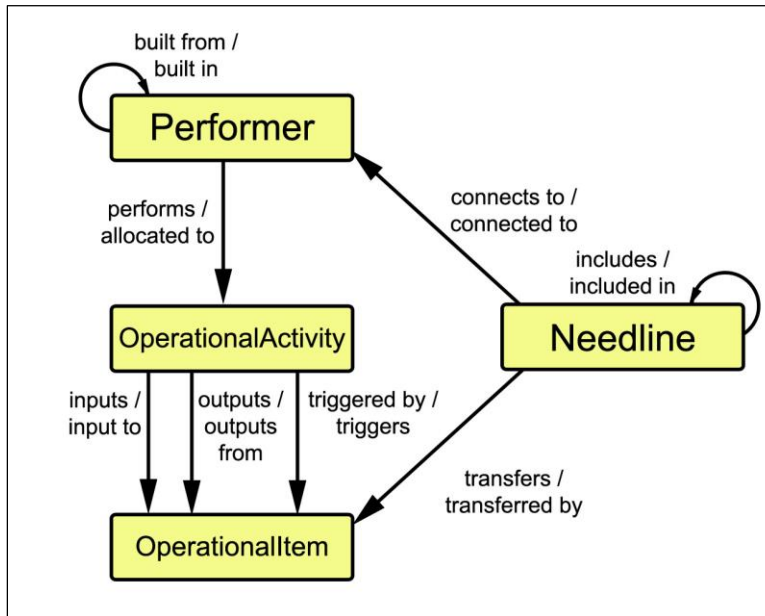 built from /
built in
Performer
performs /
allocated to
connects to /
connected to
includes /
included in
OperationalActivity
Needline
inputs /
input to
outputs /
outputs
from
triggered by /
triggers
transfers /
transferred by
OperationalItem